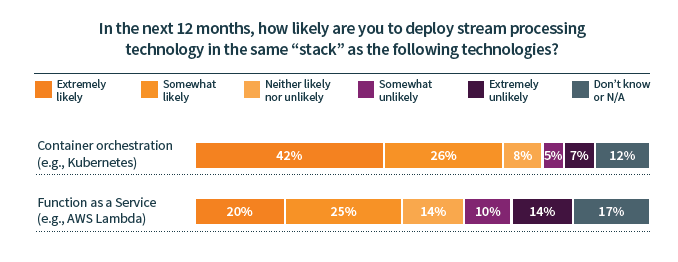 In the next 12 months, how likely are you to deploy stream processing
technology in the same “stack” as the following technologies?
Extremely likely
Somewhat likely
Neither likely nor unlikely
Somewhat unlikely
Extremely unlikely
Don’t know or N/A
Container orchestration
(e.g., Kubernetes)
42% 26% 8% 5% 7% 12%
Function as a Service
(e.g., AWS Lambda)
20% 25% 14% 10% 14% 17%